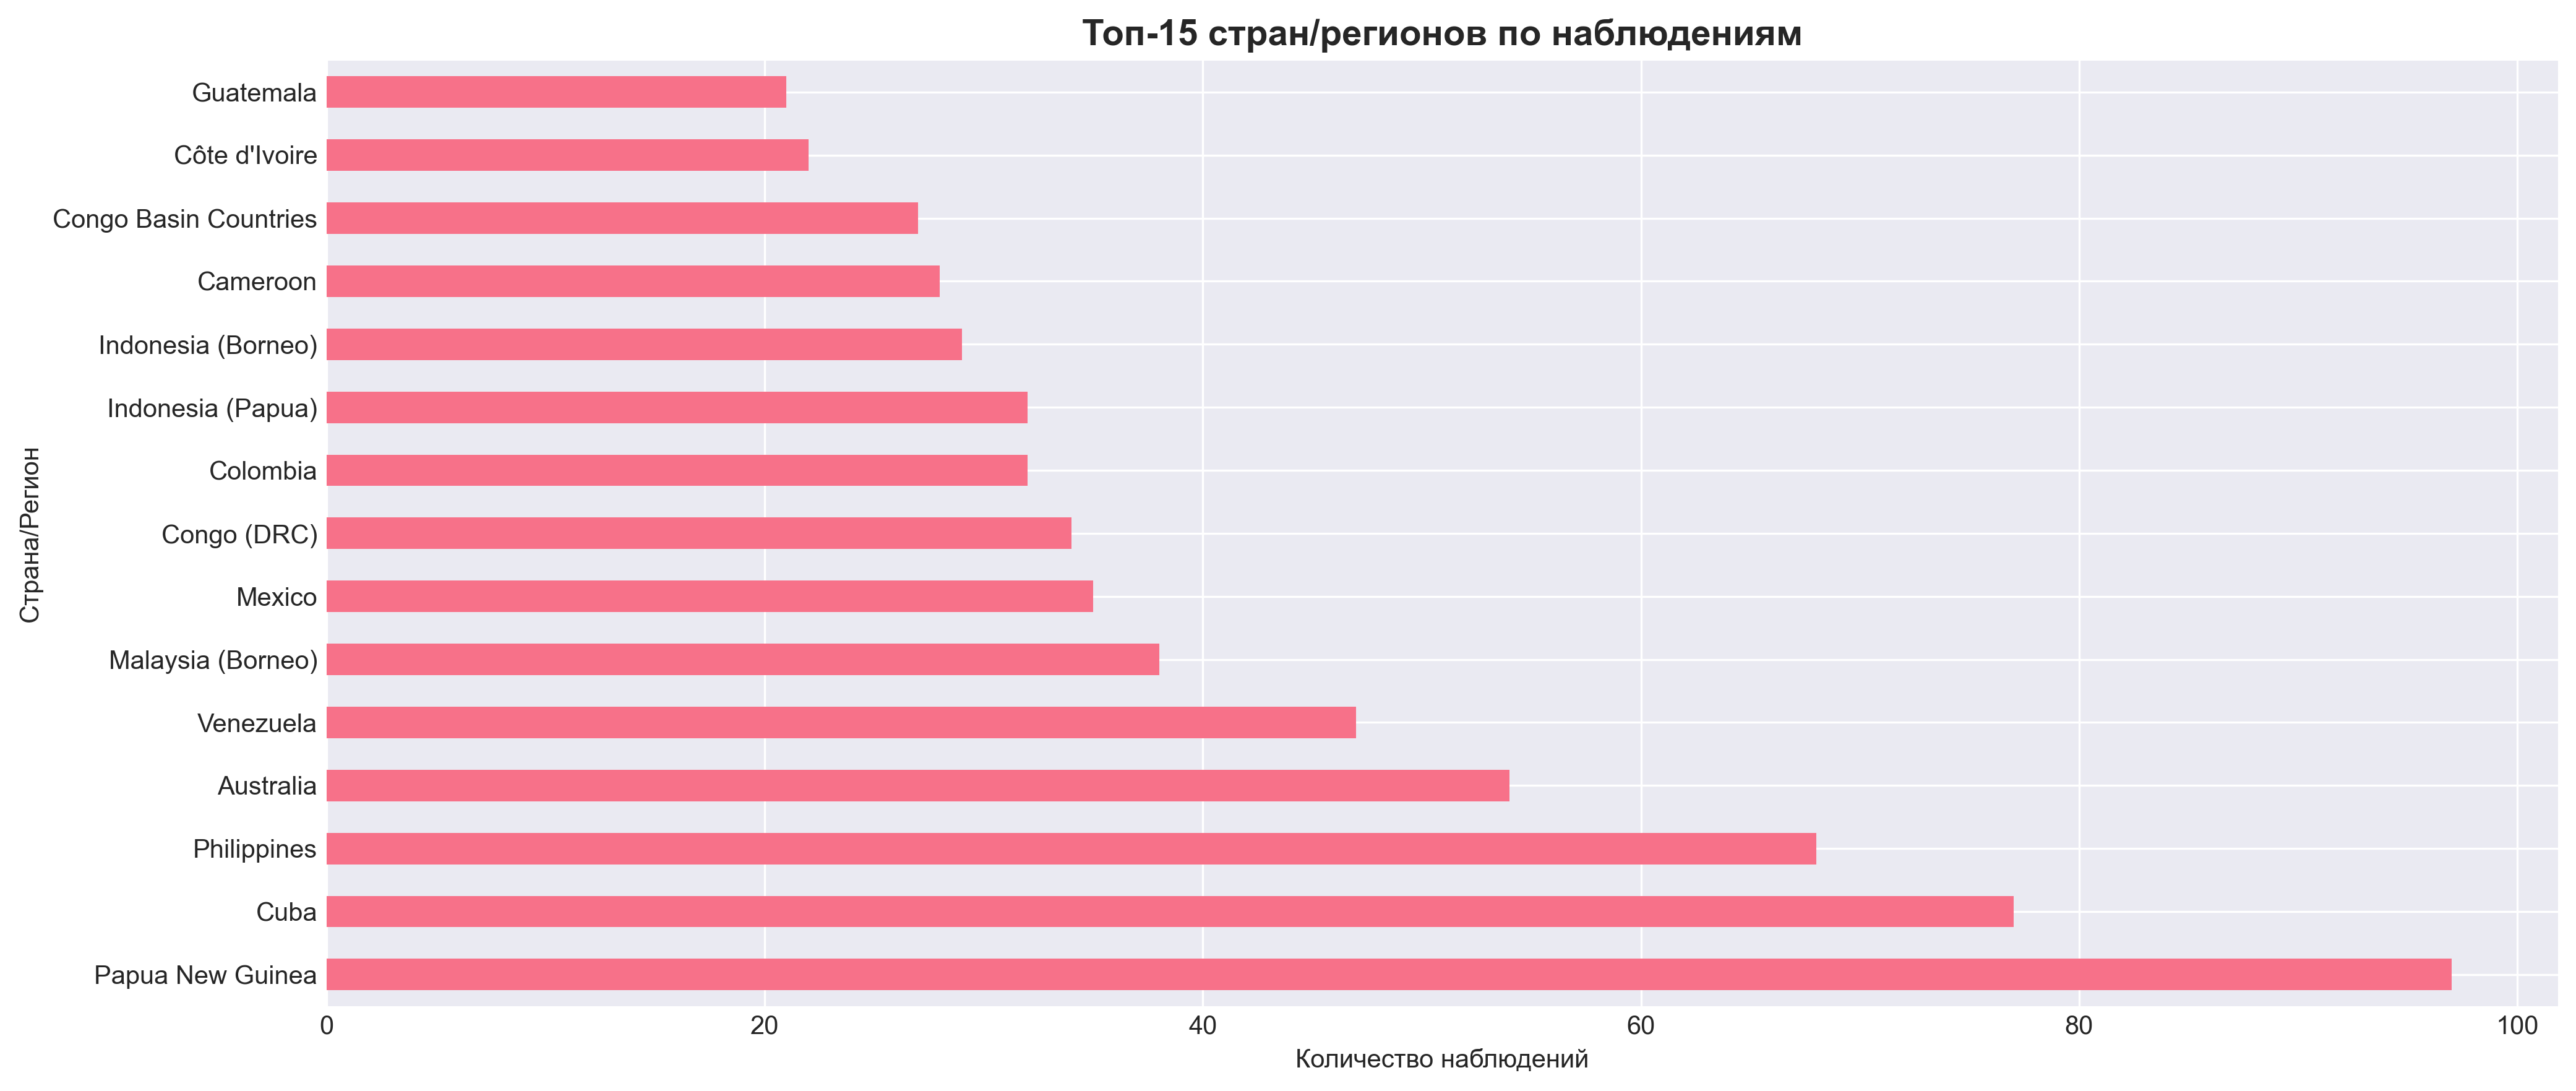 Топ-15 стран/регионов по наблюдениям
Страна/Регион
Guatemala
Côte d'Ivoire
Congo Basin Countries
Cameroon
Indonesia (Borneo)
Indonesia (Papua)
Colombia
Congo (DRC)
Mexico
Malaysia (Borneo)
Venezuela
Australia
Philippines
Cuba
Papua New Guinea
0 20 40 60 80 100
Количество наблюдений